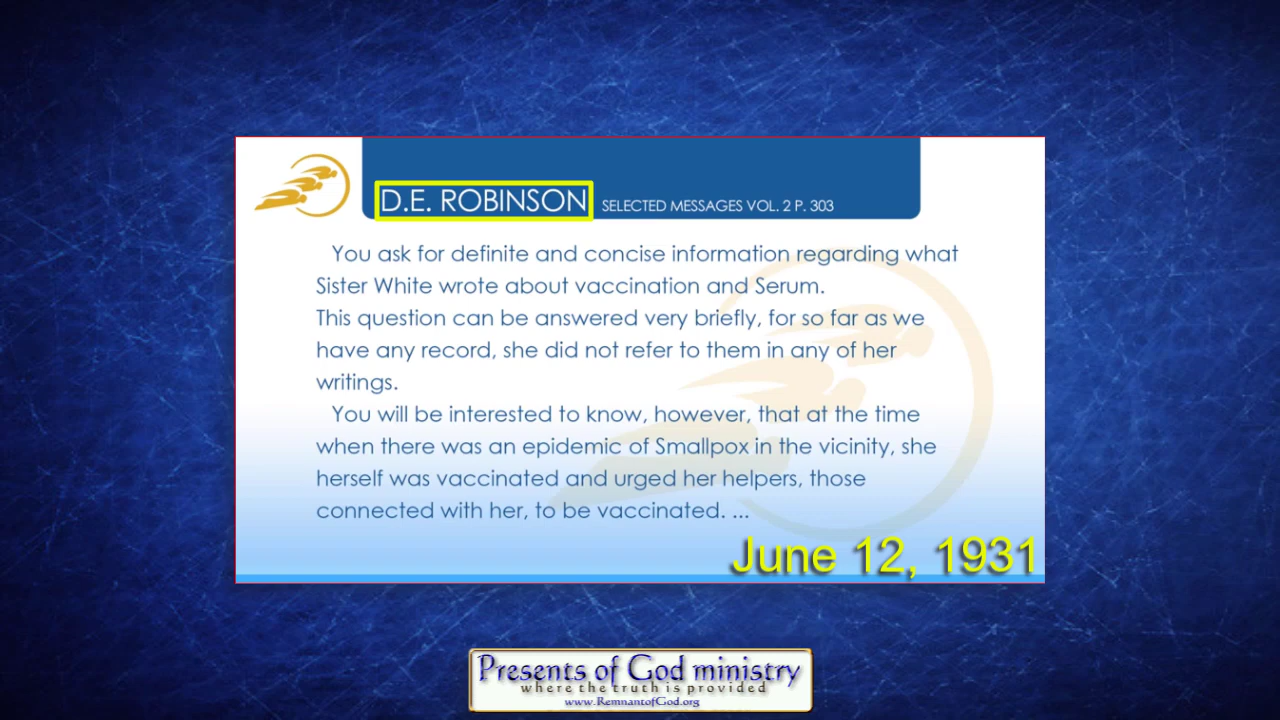 D.E. ROBINSON SELECTED MESSAGES VOL. 2 P. 303
You ask for definite and concise information regarding what
Sister White wrote about vaccination and Serum.
This question can be answered very briefly, for so far as we
have any record, she did not refer to them in any of her
writings.
You will be interested to know, however, that at the time
when there was an epidemic of Smallpox in the vicinity, she
herself was vaccinated and urged her helpers, those
connected with her, to be vaccinated. ...
June 12, 1931
Presents of God ministry
where the truth is provided
www.RemnantofGod.org